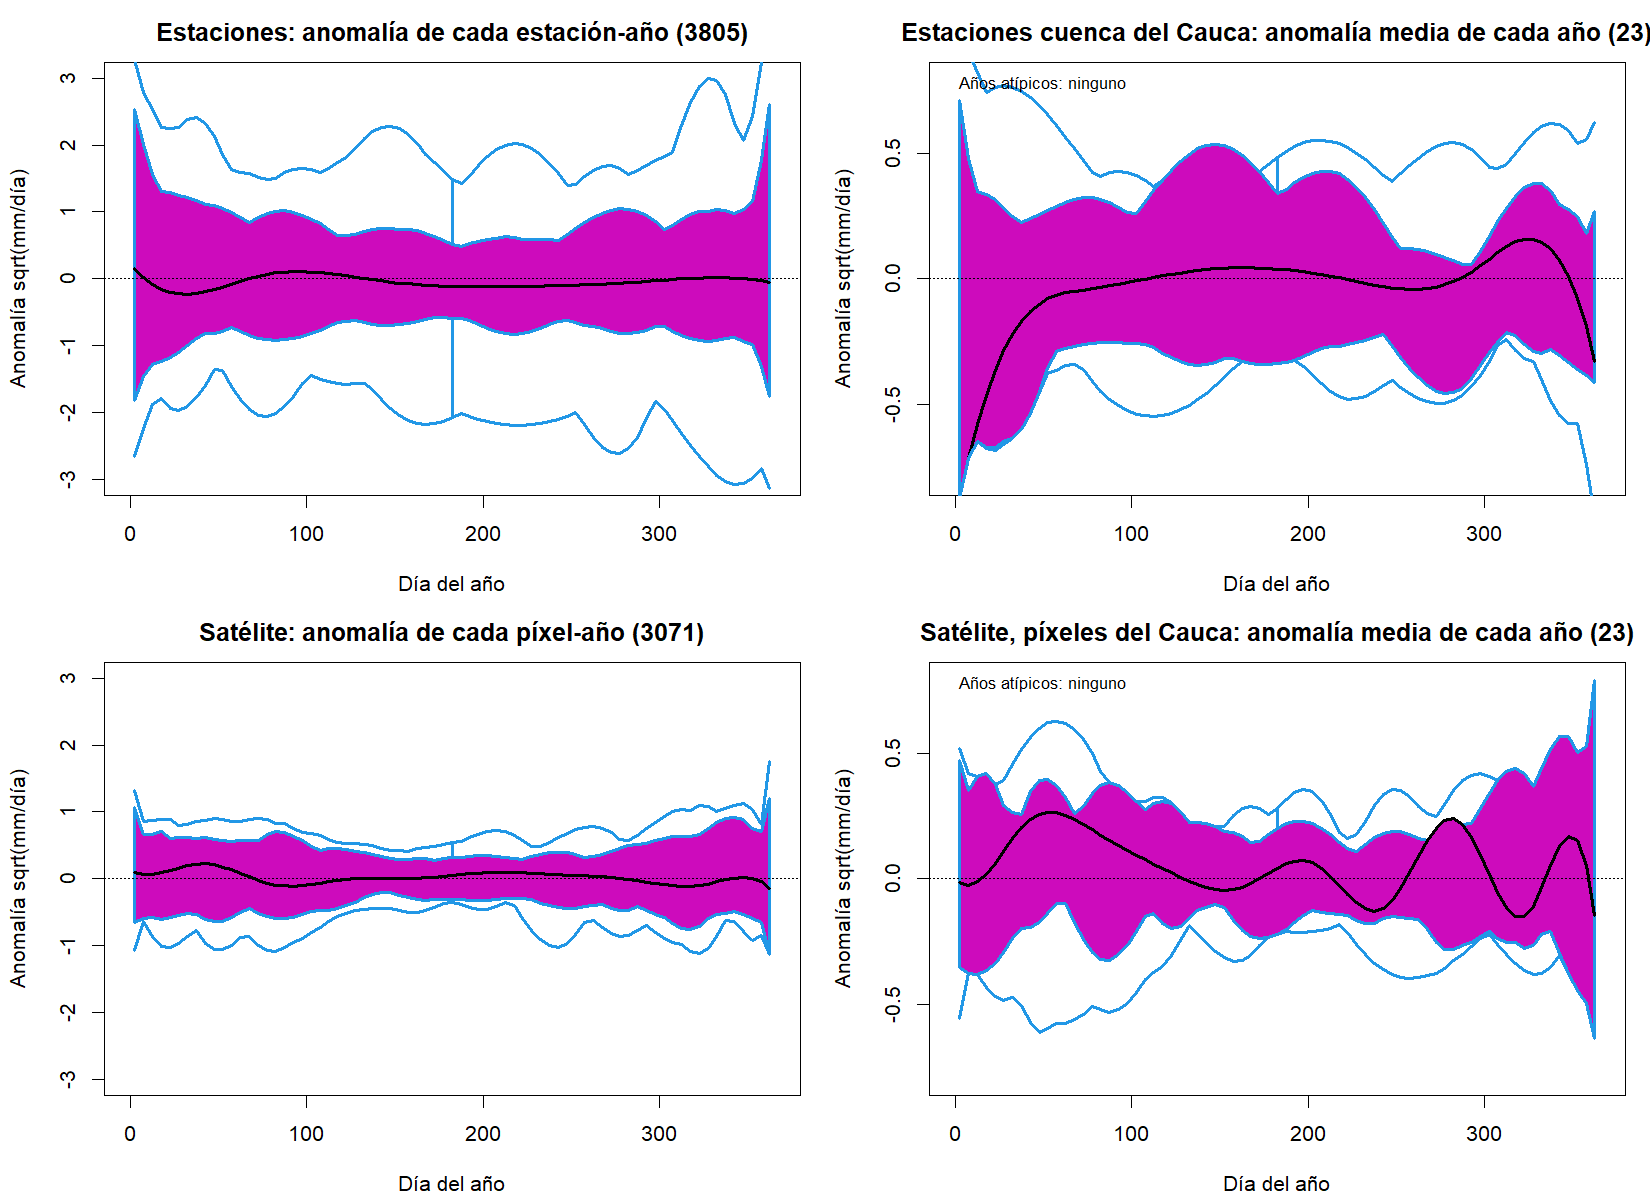 Estaciones: anomalía de cada estación-año (3805)
Anomalía sqrt(mm/día)
3
2
1
0
-1
-2
-3
0 100 200 300
Día del año
Estaciones cuenca del Cauca: anomalía media de cada año (23)
Años atípicos: ninguno
Anomalía sqrt(mm/día)
0.5
0.0
-0.5
0 100 200 300
Día del año
Satélite: anomalía de cada píxel-año (3071)
Anomalía sqrt(mm/día)
3
2
1
0
-1
-2
-3
0 100 200 300
Día del año
Satélite, píxeles del Cauca: anomalía media de cada año (23)
Años atípicos: ninguno
Anomalía sqrt(mm/día)
0.5
0.0
-0.5
0 100 200 300
Día del año